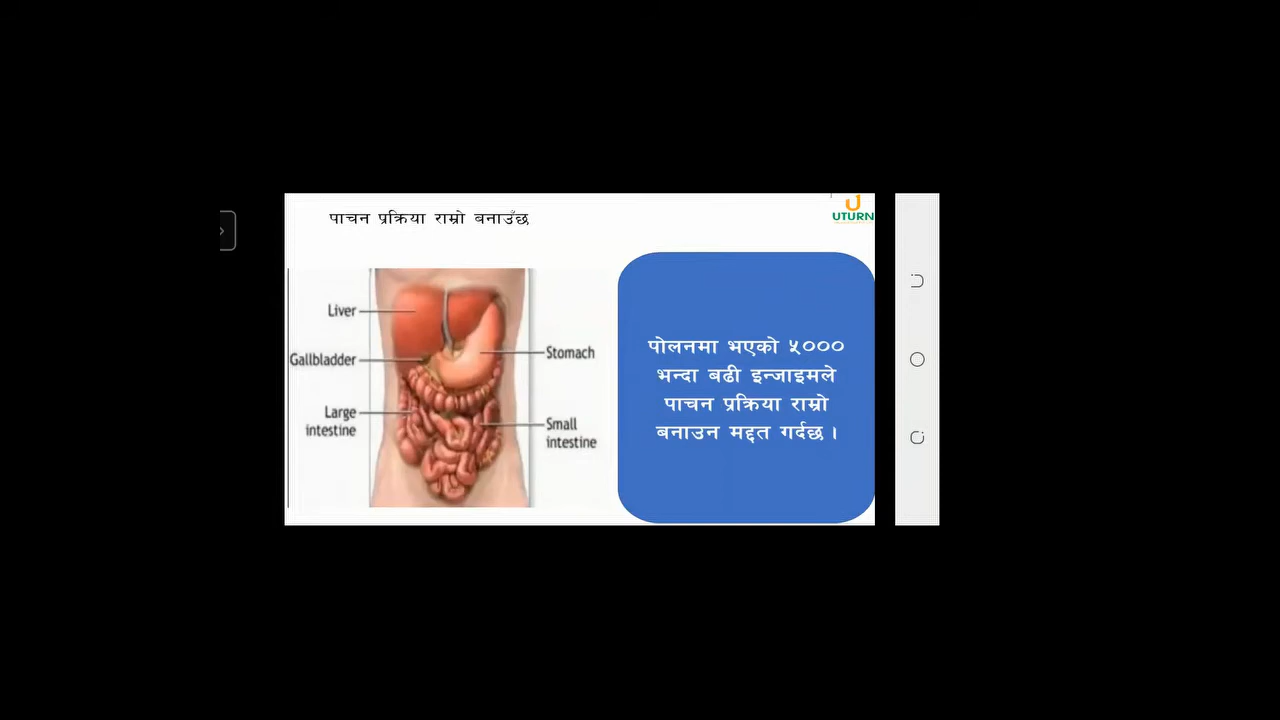 पाचन प्रक्रिया राम्रो बनाउँछ
UTURN
Liver
Gallbladder
Large
intestine
Stomach
Small
intestine
पोलनमा भएको ५०००
भन्दा बढी इन्जाइमले
पाचन प्रक्रिया राम्रो
बनाउन मद्दत गर्दछ ।